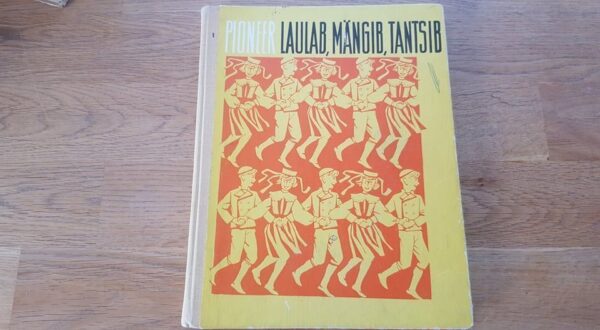 PIONEER LAULAB, MÄNGIB, TANTSIB